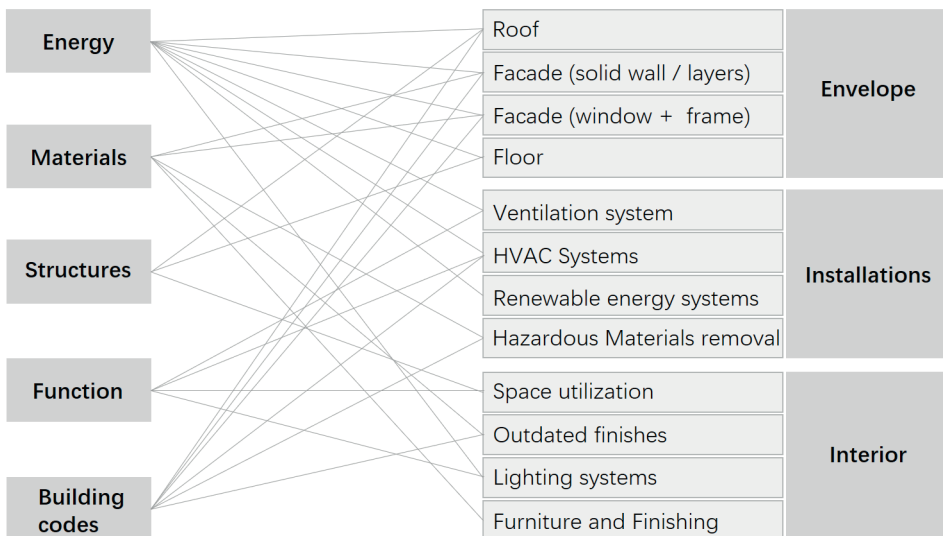 Energy
Materials
Structures
Function
Building
codes
Roof
Facade (solid wall / layers)
Facade (window + frame)
Floor
Ventilation system
HVAC Systems
Renewable energy systems
Hazardous Materials removal
Space utilization
Outdated finishes
Lighting systems
Furniture and Finishing
Envelope
Installations
Interior